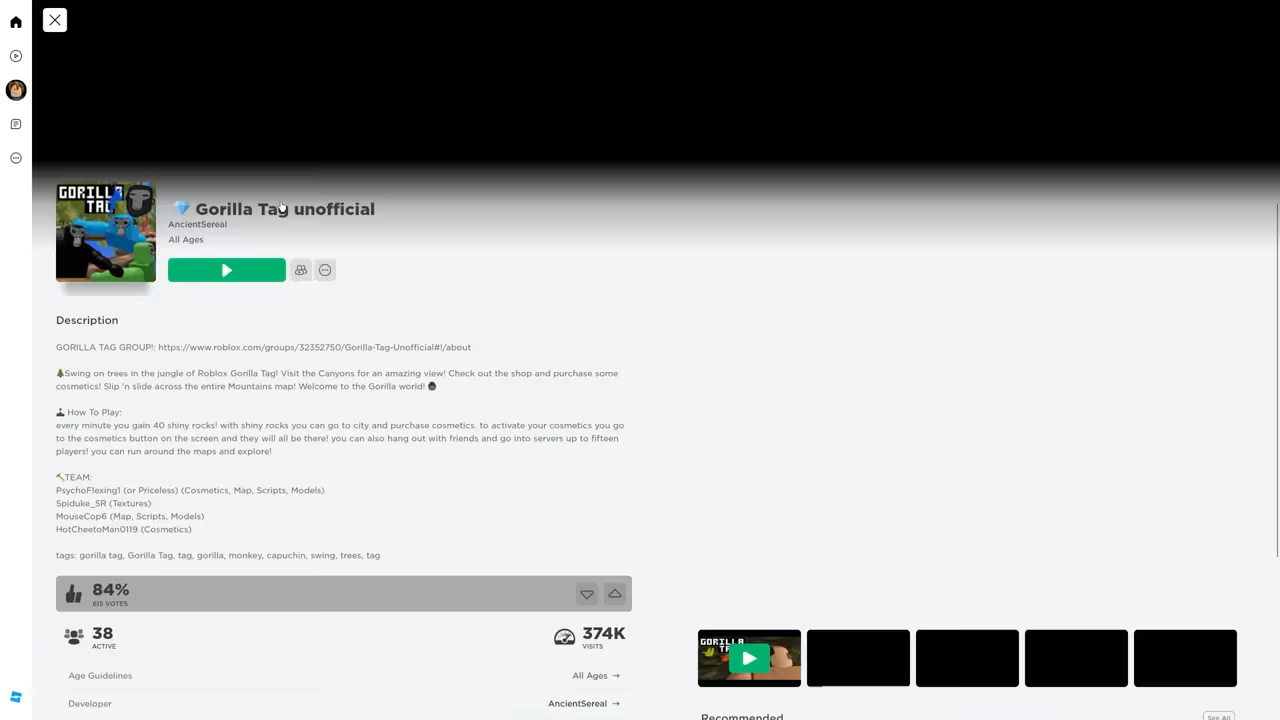 GORILLA
TAG
💎 Gorilla Tag unofficial
AncientSereal
All Ages
Description
GORILLA TAG GROUP!: https://www.roblox.com/groups/32352750/Gorilla-Tag-Unofficial#!/about
🌲Swing on trees in the jungle of Roblox Gorilla Tag! Visit the Canyons for an amazing view! Check out the shop and purchase some
cosmetics! Slip 'n slide across the entire Mountains map! Welcome to the Gorilla world! 🦍
🕹️ How To Play:
every minute you gain 40 shiny rocks! with shiny rocks you can go to city and purchase cosmetics. to activate your cosmetics you go
to the cosmetics button on the screen and they will all be there! you can also hang out with friends and go into servers up to fifteen
players! you can run around the maps and explore!
🔨TEAM:
PsychoFlexing1 (or Priceless) (Cosmetics, Map, Scripts, Models)
Spiduke_SR (Textures)
MouseCop6 (Map, Scripts, Models)
HotCheetoMan0119 (Cosmetics)
tags: gorilla tag, Gorilla Tag, tag, gorilla, monkey, capuchin, swing, trees, tag
84%
615 VOTES
38
ACTIVE
374K
VISITS
Age Guidelines
All Ages →
Developer
AncientSereal →
GORILLA
Recommended
See All